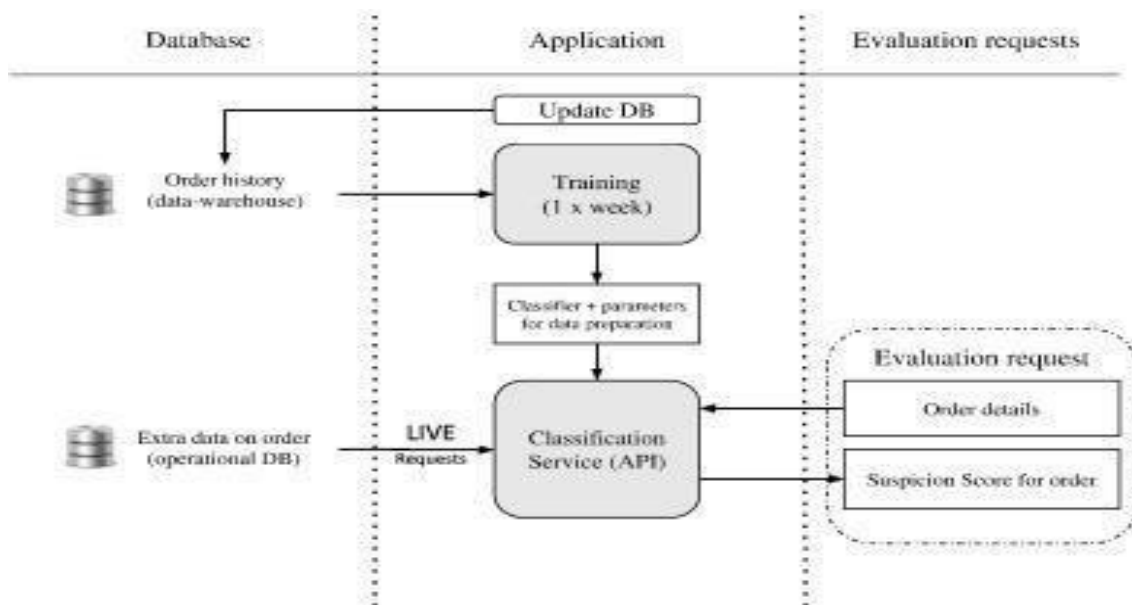 Database
Application
Evaluation requests
Update DB
Order history
(data-warehouse)
Training
(1 x week)
Classifier + parameters
for data preparation
Evaluation request
Order details
Extra data on order
(operational DB)
LIVE
Requests
Classification
Service (API)
Suspicion Score for order